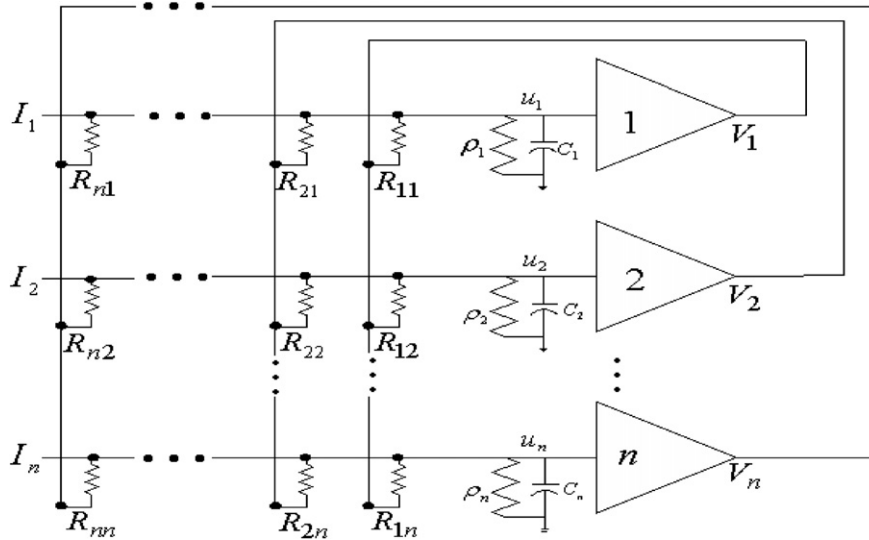 I₁ u₁ ρ₁ C₁ 1 V₁
Rₙ₁ R₂₁ R₁₁
I₂ u₂ ρ₂ C₂ 2 V₂
Rₙ₂ R₂₂ R₁₂
Iₙ uₙ ρₙ Cₙ n Vₙ
Rₙₙ R₂ₙ R₁ₙ